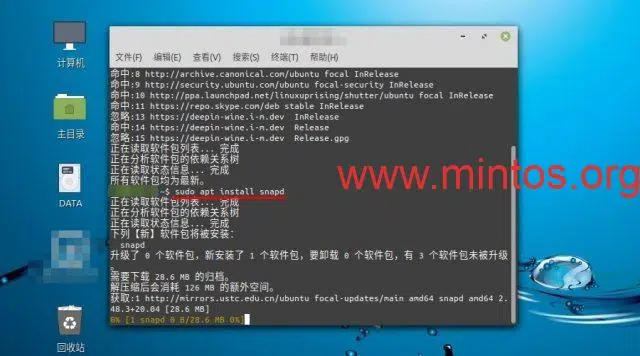 计算机
主目录
DATA
回收站
文件(F) 编辑(E) 查看(V) 搜索(S) 终端(T) 帮助(H)
命中:8 http://archive.canonical.com/ubuntu focal InRelease
命中:9 http://security.ubuntu.com/ubuntu focal-security InRelease
命中:10 http://ppa.launchpad.net/linuxuprising/shutter/ubuntu focal InRelease
命中:11 https://repo.skype.com/deb stable InRelease
忽略:13 https://deepin-wine.i-m.dev InRelease
命中:14 https://deepin-wine.i-m.dev Release
忽略:15 https://deepin-wine.i-m.dev Release.gpg
正在读取软件包列表... 完成
正在分析软件包的依赖关系树
正在读取状态信息... 完成
所有软件包均为最新。
~$ sudo apt install snapd
正在读取软件包列表... 完成
正在分析软件包的依赖关系树
正在读取状态信息... 完成
下列【新】软件包将被安装:
snapd
升级了 0 个软件包,新安装了 1 个软件包,要卸载 0 个软件包,有 3 个软件包未被升级
。
需要下载 28.6 MB 的归档。
解压缩后会消耗 126 MB 的额外空间。
获取:1 http://mirrors.ustc.edu.cn/ubuntu focal-updates/main amd64 snapd amd64 2.
48.3+20.04 [28.6 MB]
0% [1 snapd 0 B/28.6 MB 0%]
www.mintos.org